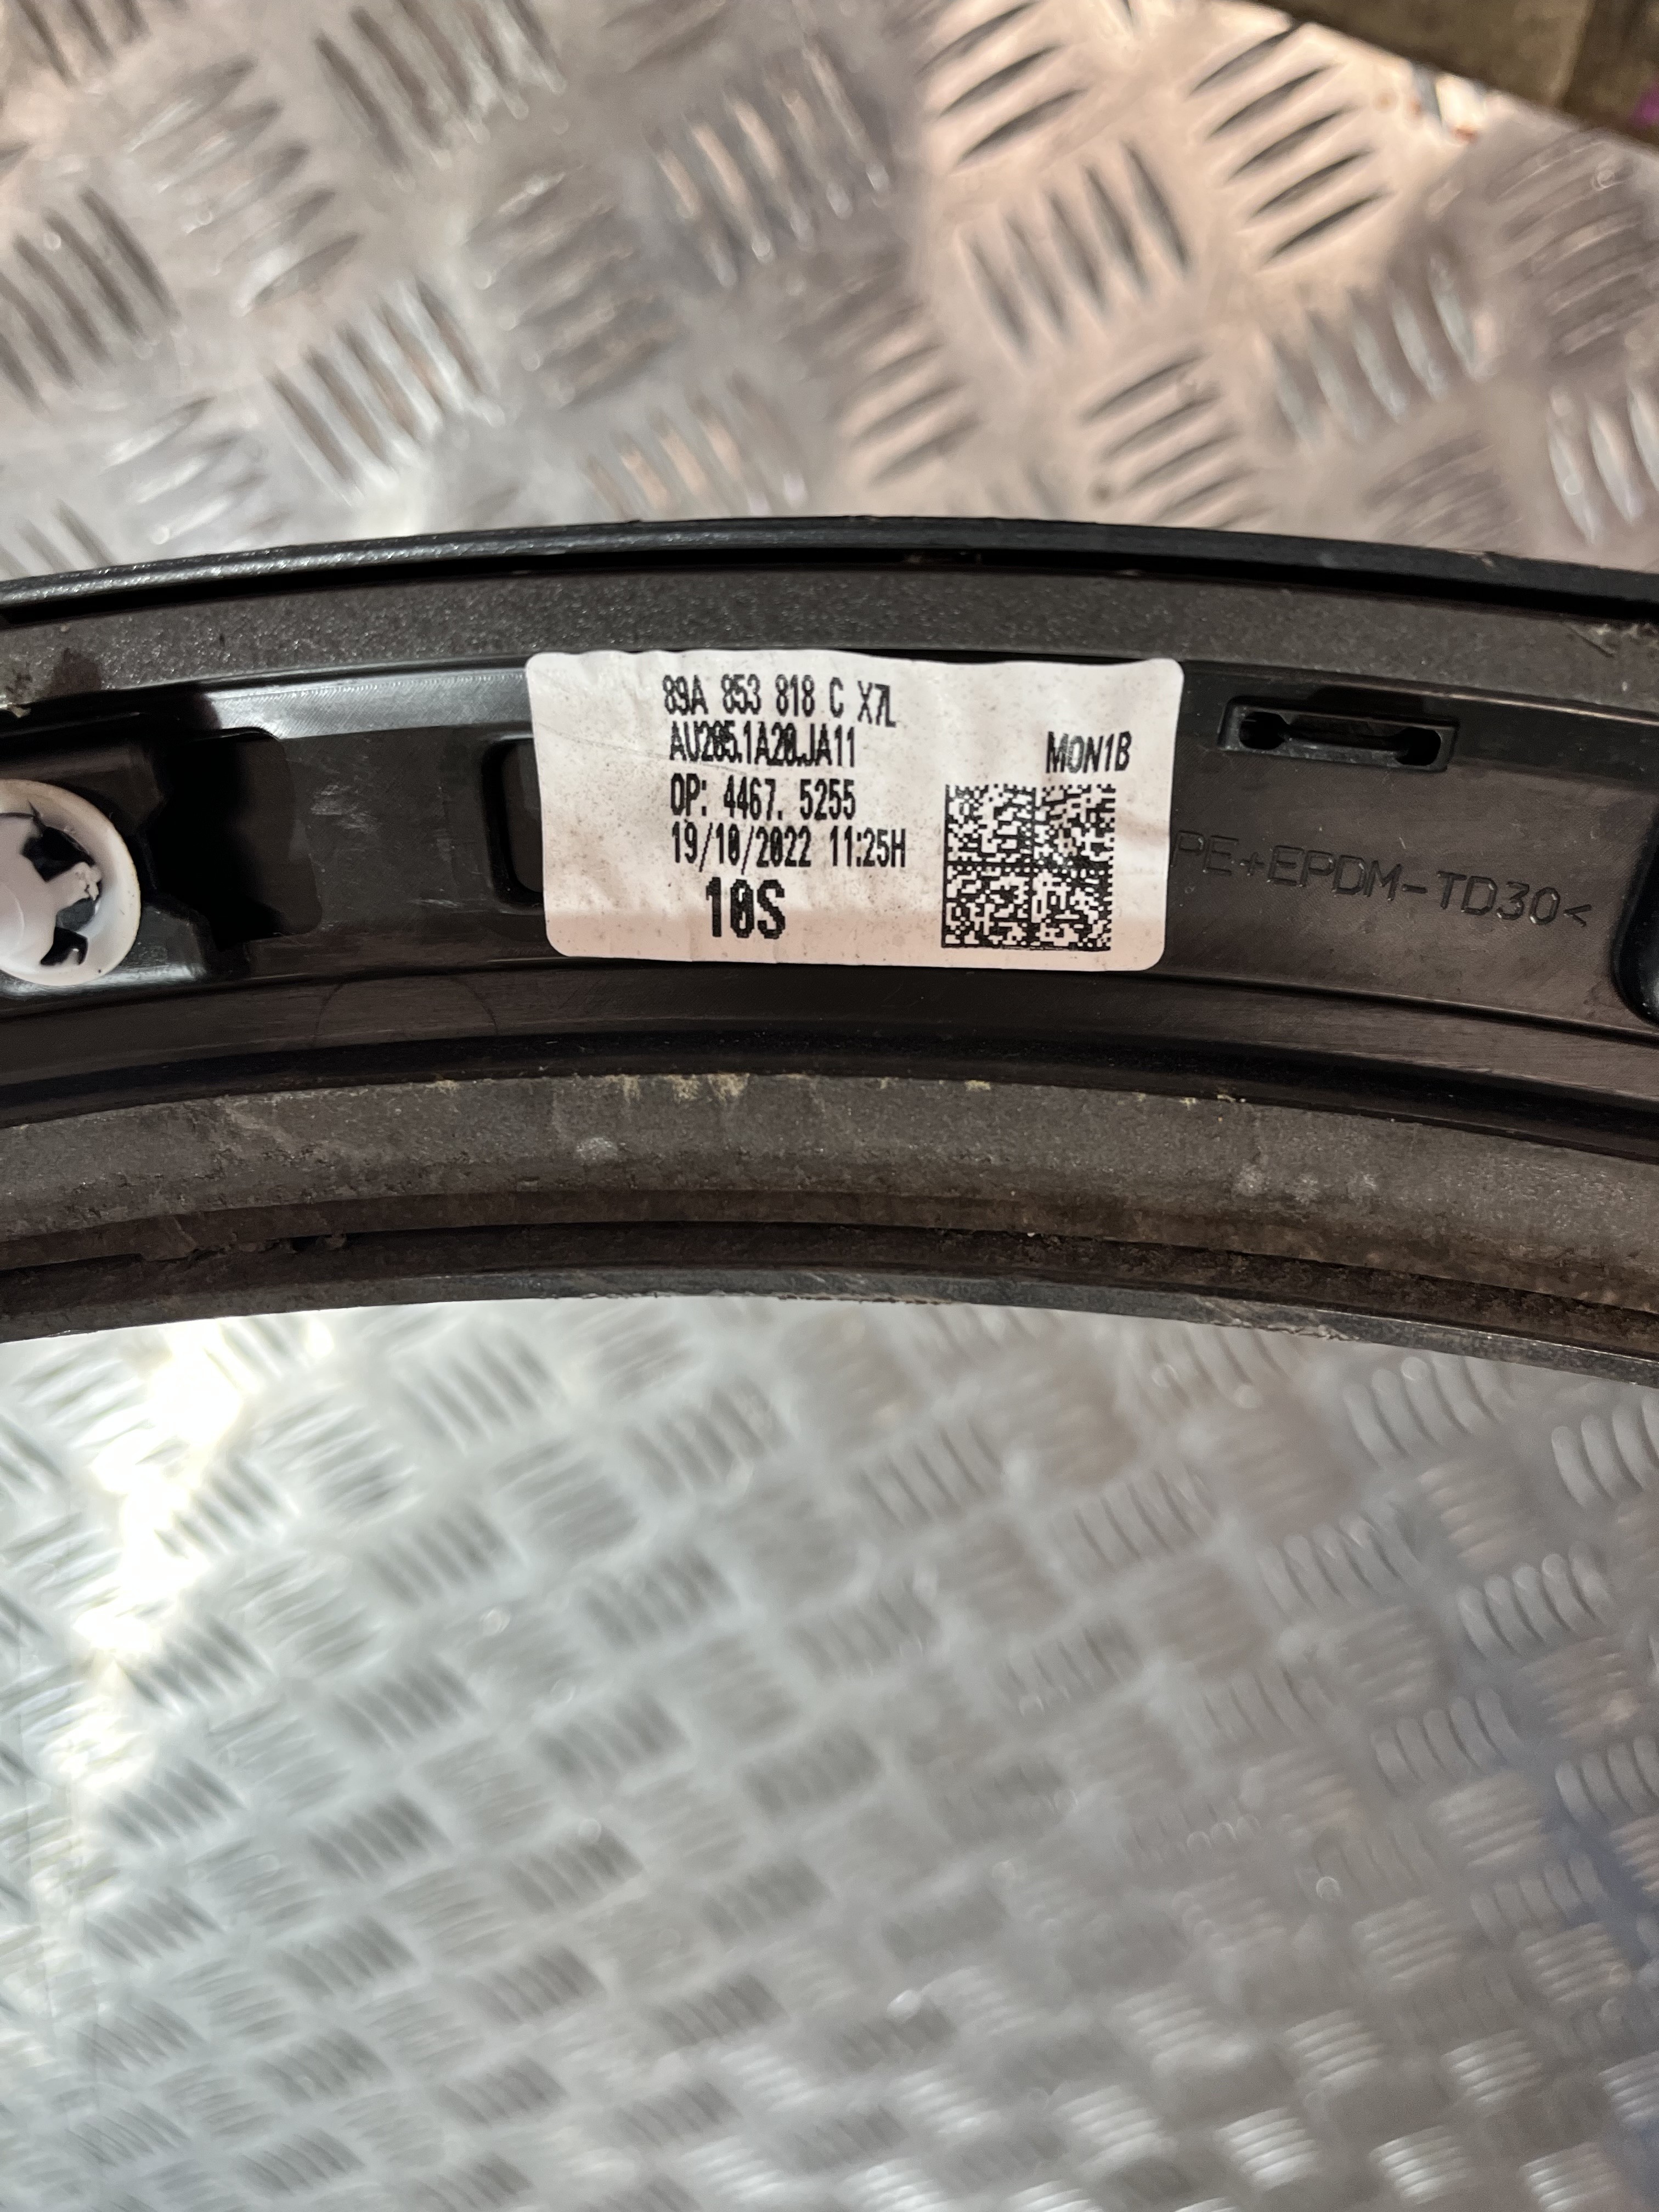 89A 853 818 C X7L
AU205.1A20.JA11
MON1B
OP: 4467. 5255
19/10/2022 11:25H
10S
PE+EPDM-TD30<